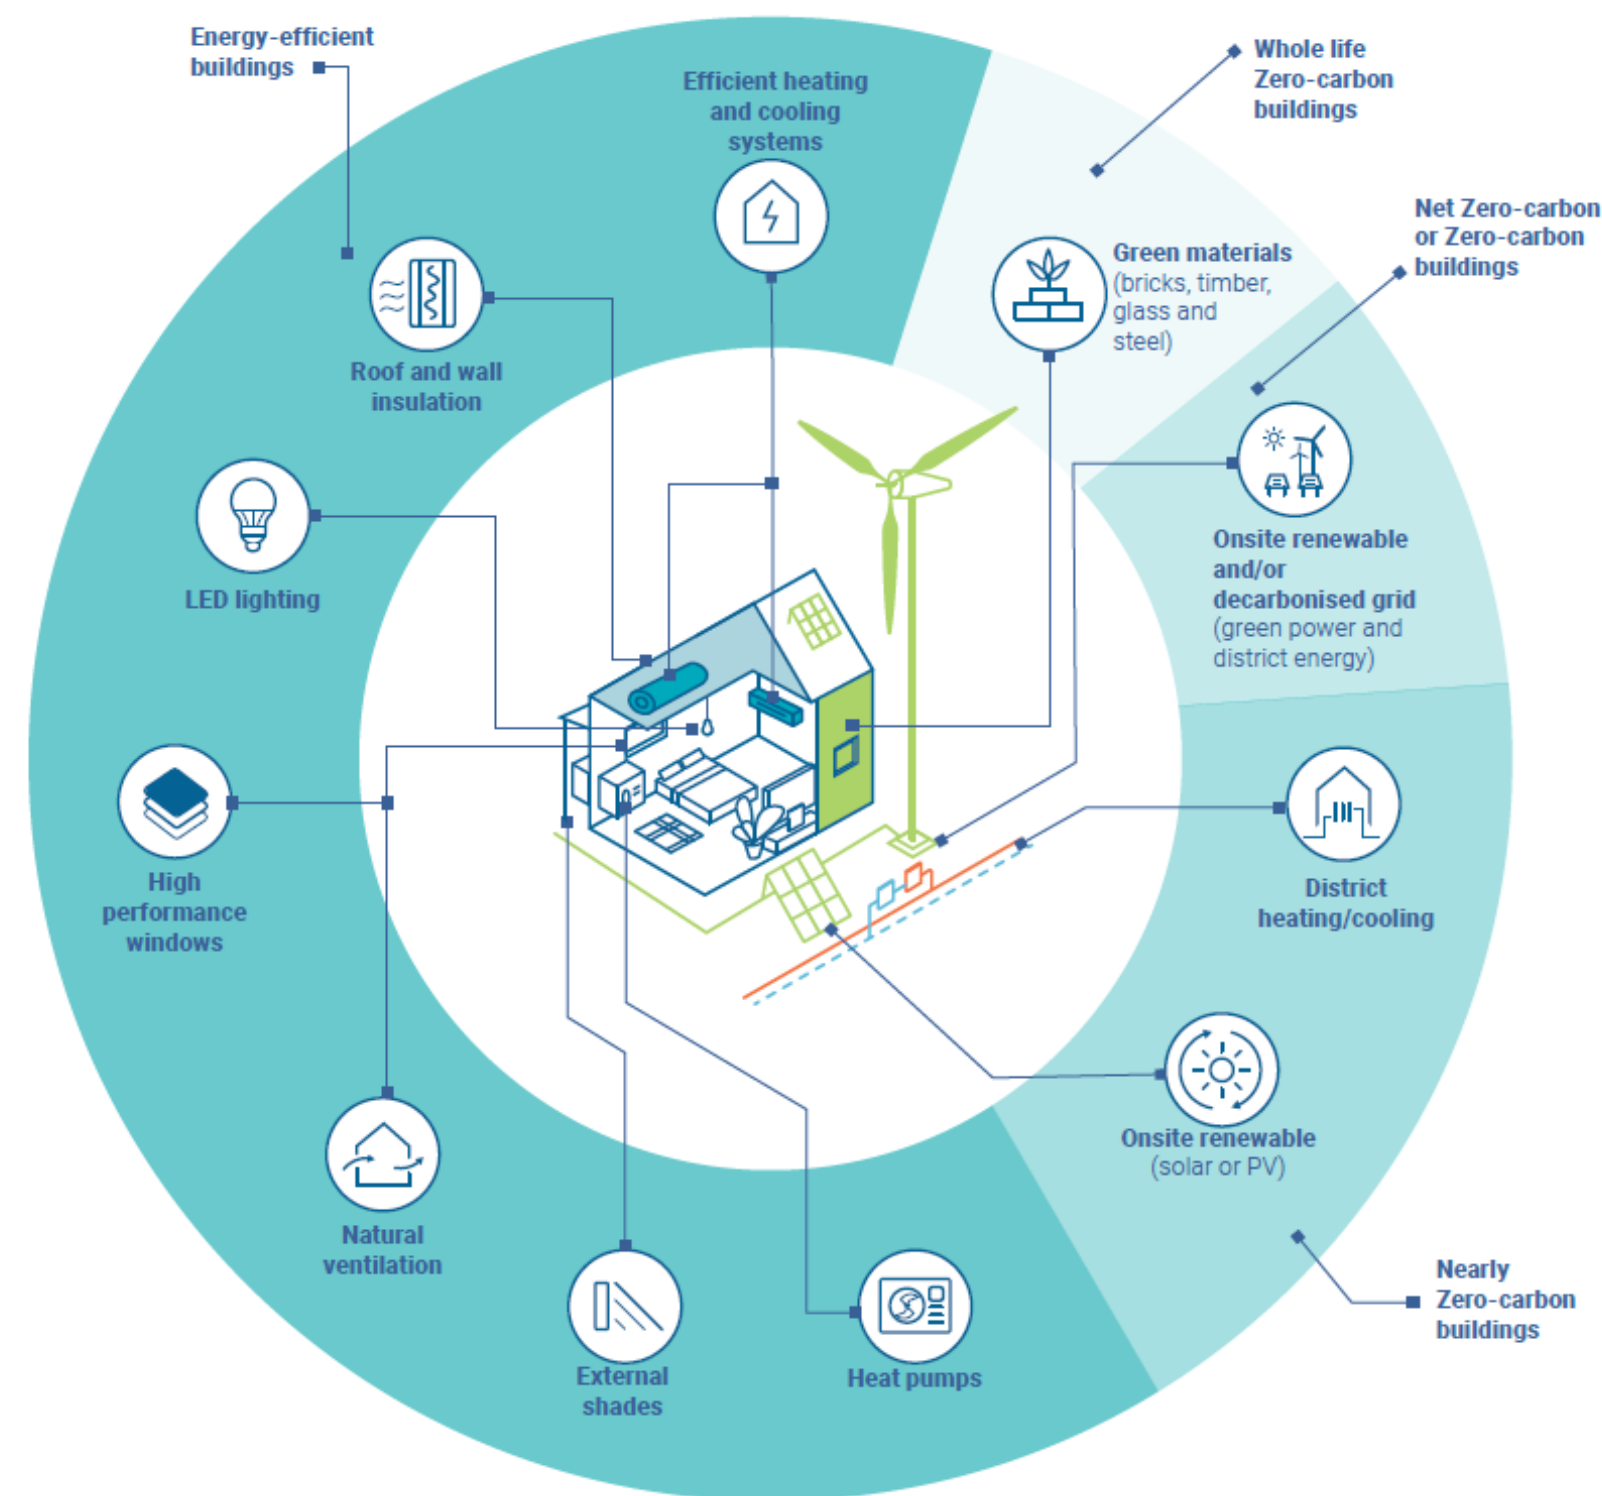 Energy-efficient
buildings
Efficient heating
and cooling
systems
Whole life
Zero-carbon
buildings
Net Zero-carbon
or Zero-carbon
buildings
Green materials
(bricks, timber,
glass and
steel)
Roof and wall
insulation
LED lighting
Onsite renewable
and/or
decarbonised grid
(green power and
district energy)
High
performance
windows
District
heating/cooling
Onsite renewable
(solar or PV)
Natural
ventilation
Nearly
Zero-carbon
buildings
External
shades
Heat pumps